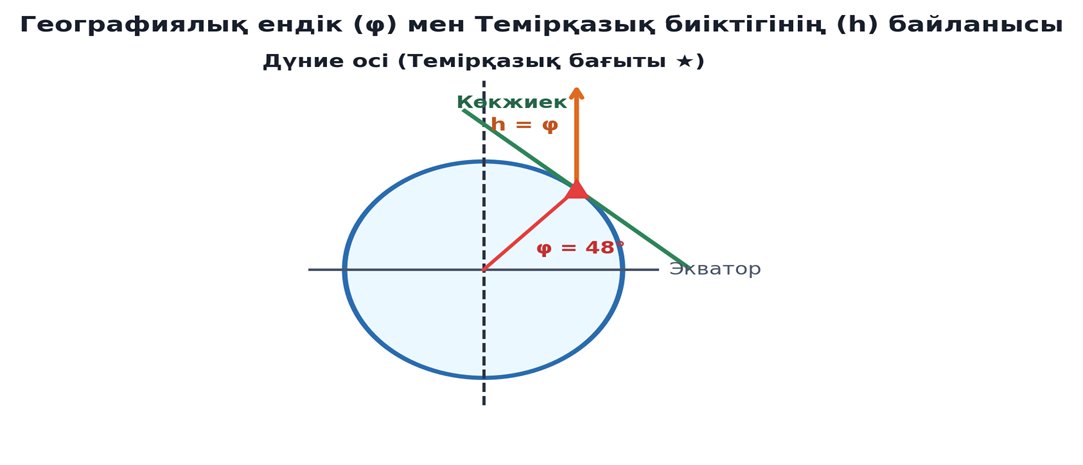 Географиялық ендік (φ) мен Темірқазық биіктігінің (h) байланысы
Дүние осі (Темірқазық бағыты ★)
Көкжиек
h = φ
φ = 48°
Экватор